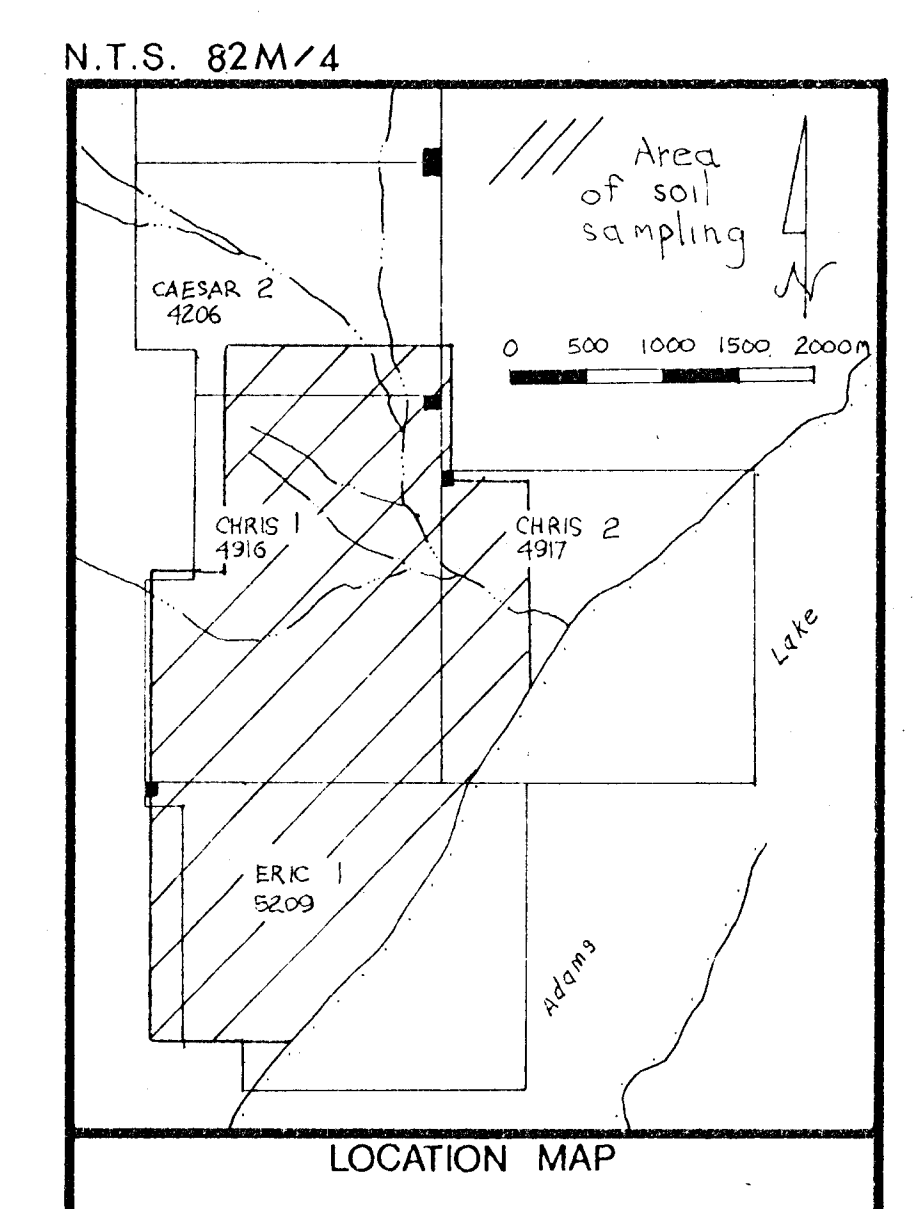 N.T.S. 82M/4
Area
of soil
sampling
N
0 500 1000 1500 2000m
CAESAR 2
4206
CHRIS 1
4916
CHRIS 2
4917
Lake
ERIC 1
5209
Adams
LOCATION MAP